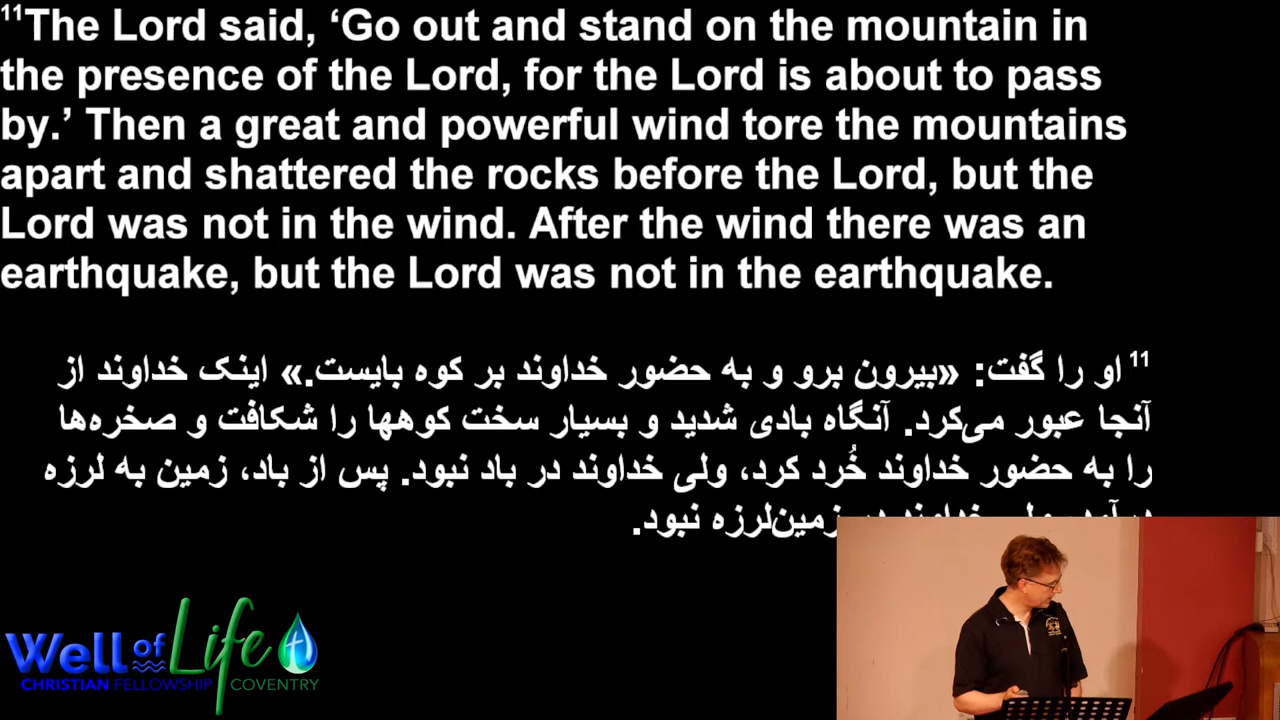 11The Lord said, ‘Go out and stand on the mountain in
the presence of the Lord, for the Lord is about to pass
by.’ Then a great and powerful wind tore the mountains
apart and shattered the rocks before the Lord, but the
Lord was not in the wind. After the wind there was an
earthquake, but the Lord was not in the earthquake.
11 او را گفت: «بیرون برو و به حضور خداوند بر کوه بایست.» اینک خداوند از
آنجا عبور می‌کرد. آنگاه بادی شدید و بسیار سخت کوهها را شکافت و صخره‌ها
را به حضور خداوند خُرد کرد، ولی خداوند در باد نبود. پس از باد، زمین به لرزه
زمین‌لرزه نبود.
Well of Life
CHRISTIAN FELLOWSHIP COVENTRY